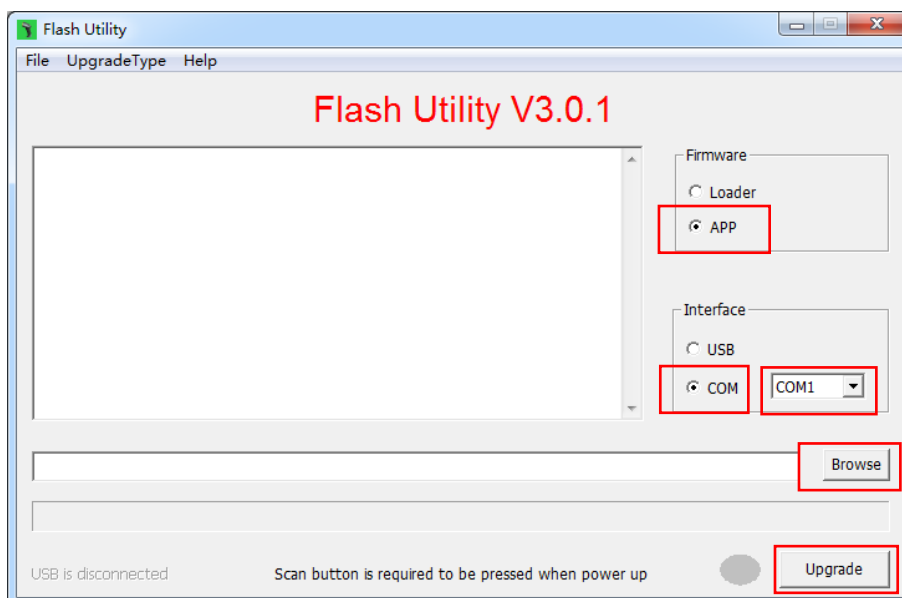 Flash Utility
File UpgradeType Help
Flash Utility V3.0.1
Firmware
Loader
APP
Interface
USB
COM COM1
Browse
USB is disconnected Scan button is required to be pressed when power up Upgrade